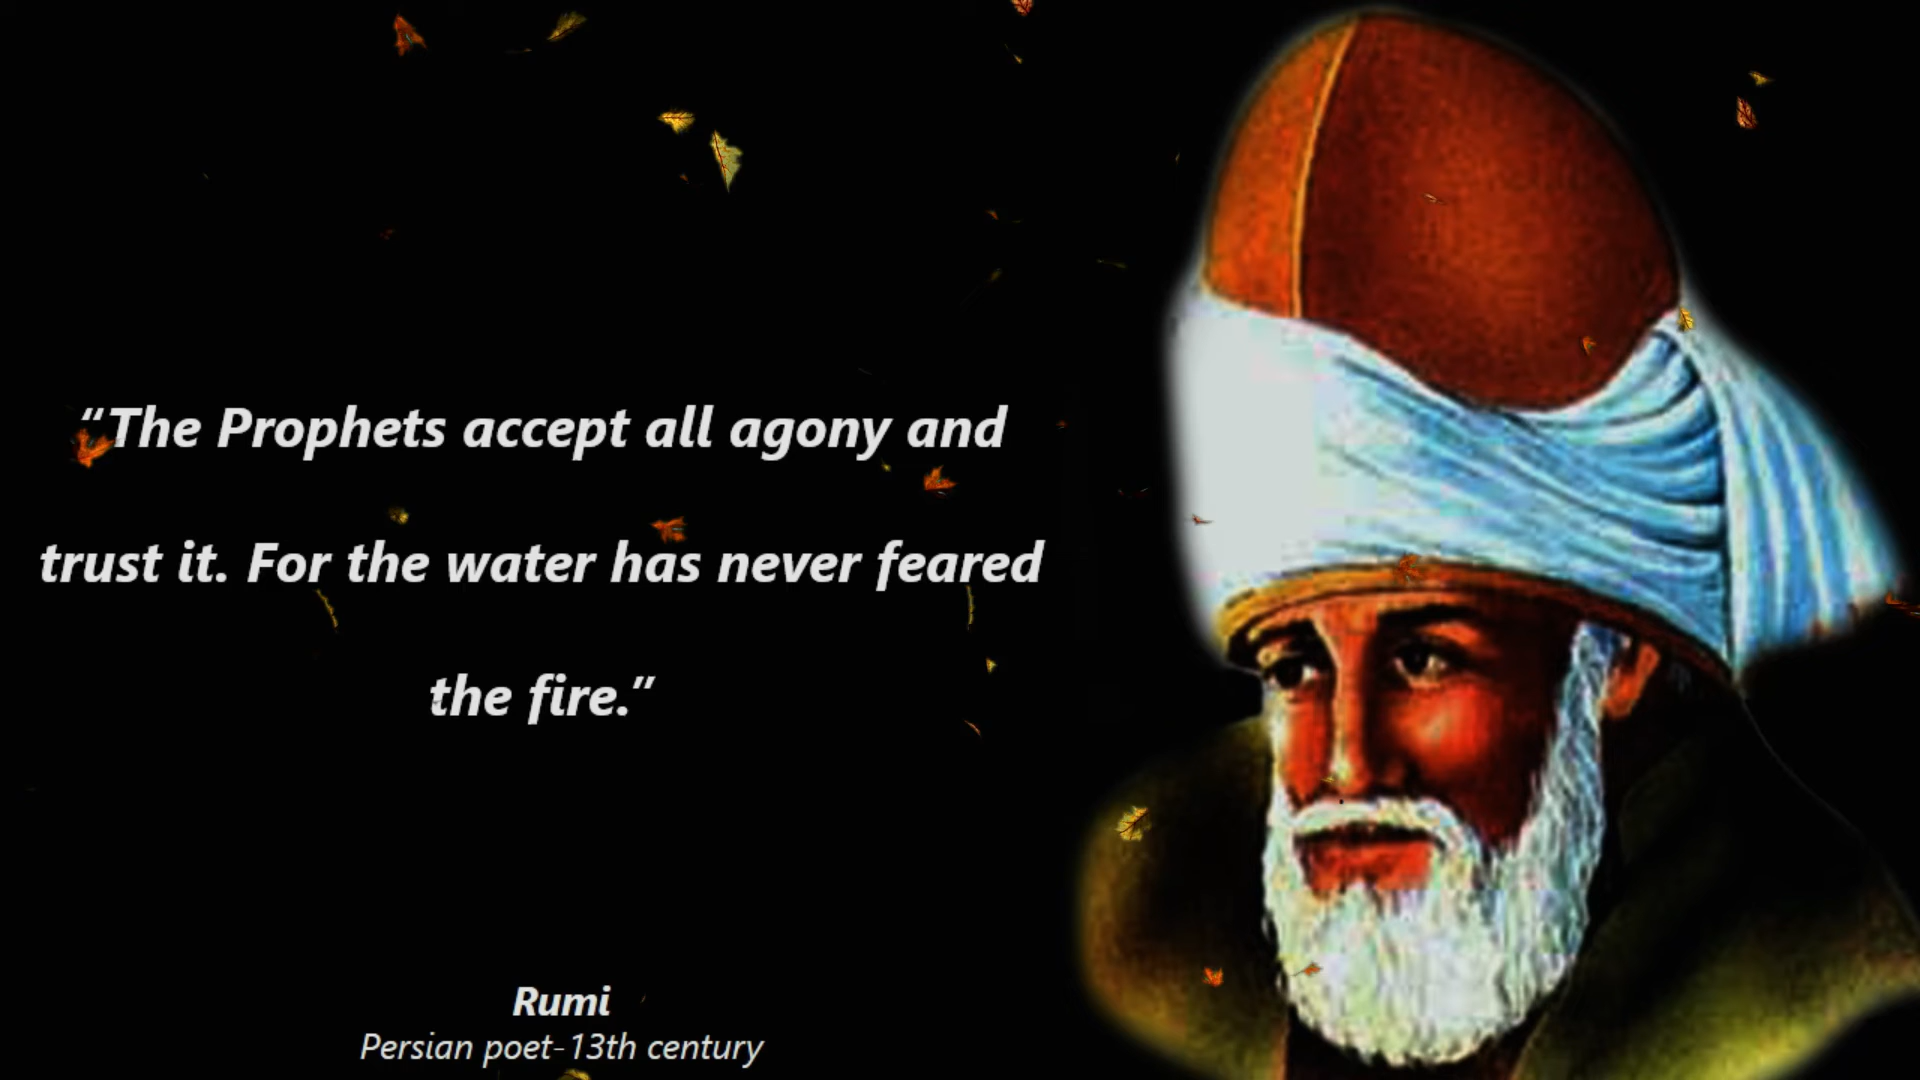 “The Prophets accept all agony and
trust it. For the water has never feared
the fire.”
Rumi
Persian poet-13th century